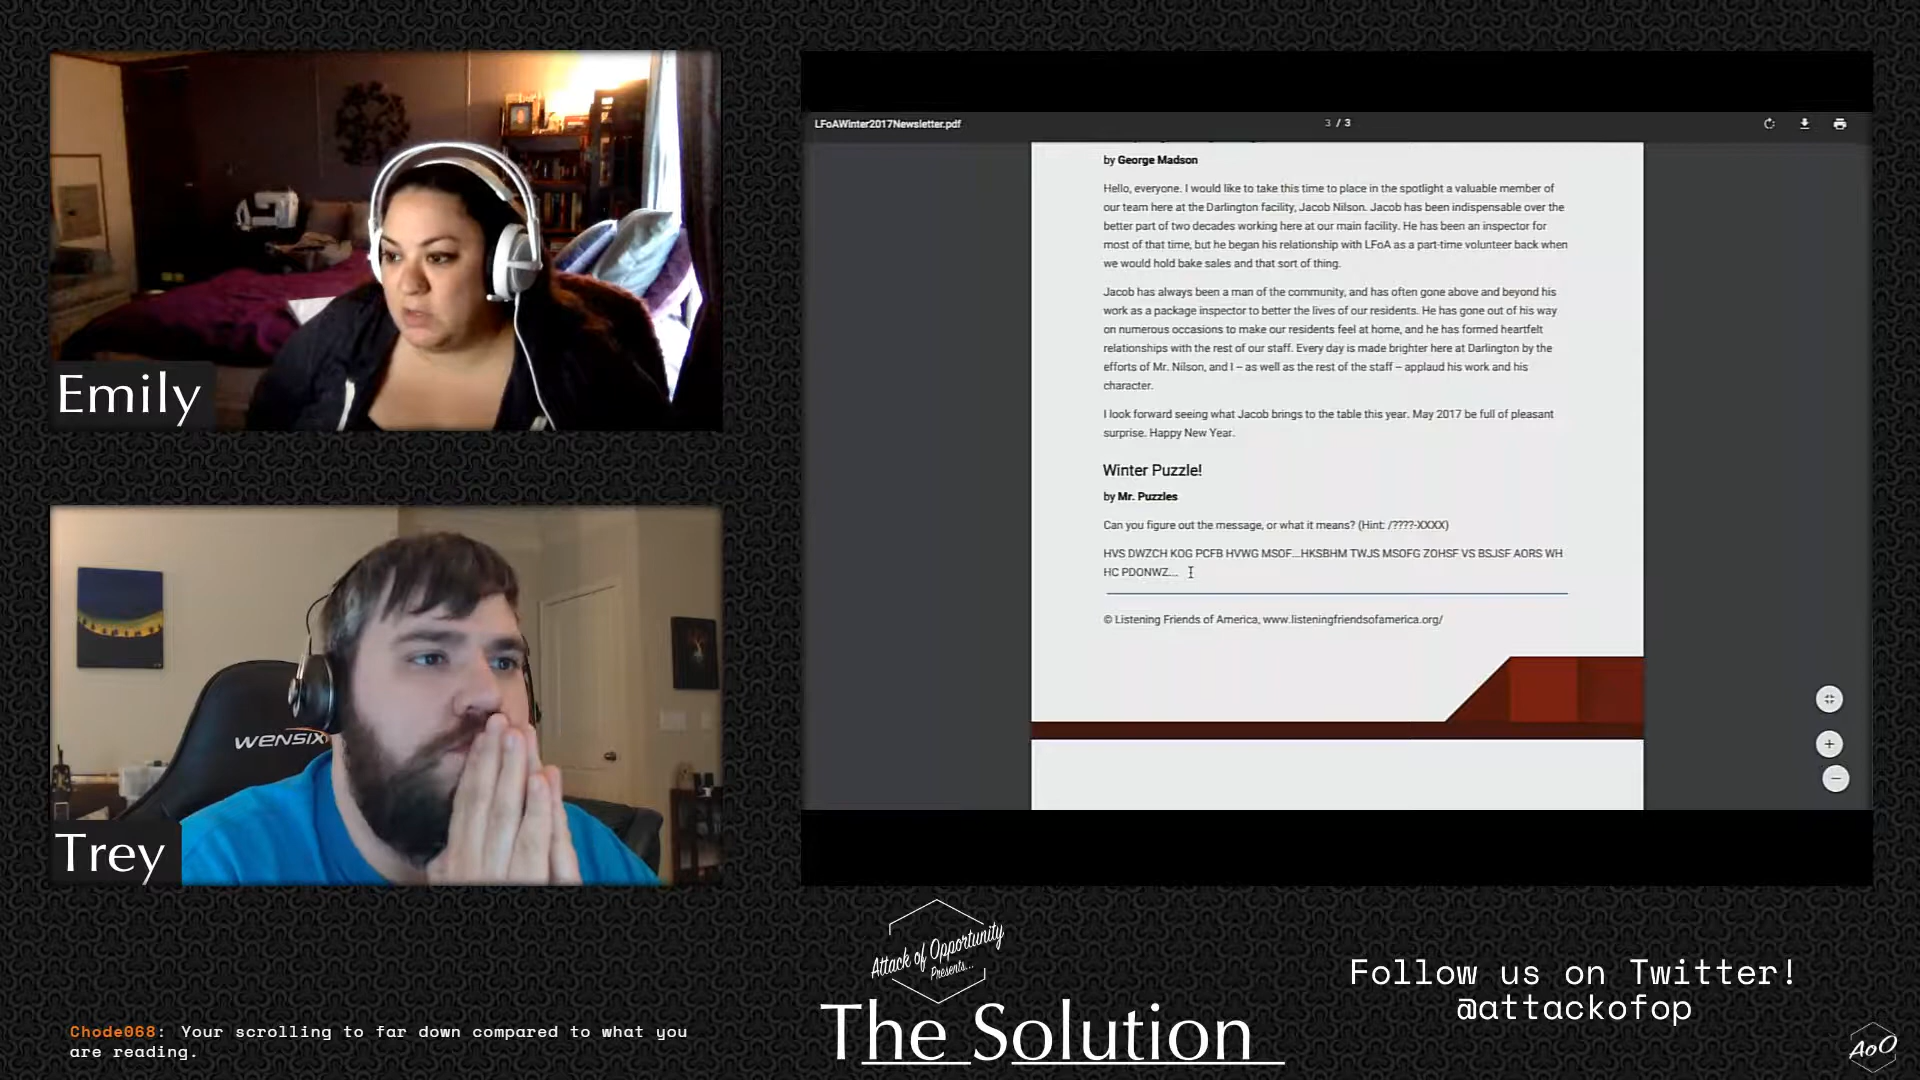 Emily
WENSIX
Trey
LFoAWinter2017Newsletter.pdf
3 / 3
by George Madson
Hello, everyone. I would like to take this time to place in the spotlight a valuable member of
our team here at the Darlington facility, Jacob Nilson. Jacob has been indispensable over the
better part of two decades working here at our main facility. He has been an inspector for
most of that time, but he began his relationship with LFoA as a part-time volunteer back when
we would hold bake sales and that sort of thing.
Jacob has always been a man of the community, and has often gone above and beyond his
work as a package inspector to better the lives of our residents. He has gone out of his way
on numerous occasions to make our residents feel at home, and he has formed heartfelt
relationships with the rest of our staff. Every day is made brighter here at Darlington by the
efforts of Mr. Nilson, and I – as well as the rest of the staff – applaud his work and his
character.
I look forward seeing what Jacob brings to the table this year. May 2017 be full of pleasant
surprise. Happy New Year.
Winter Puzzle!
by Mr. Puzzles
Can you figure out the message, or what it means? (Hint: /????-XXXX)
HVS DWZCH KOG PCFB HVWG MSOF...HKSBHM TWJS MSOFG ZOHSF VS BSJSF AORS WH
HC PDONWZ...
© Listening Friends of America, www.listeningfriendsofamerica.org/
Chode068: Your scrolling to far down compared to what you
are reading.
Attack of Opportunity
Presents...
The Solution
Follow us on Twitter!
@attackofop
AoO